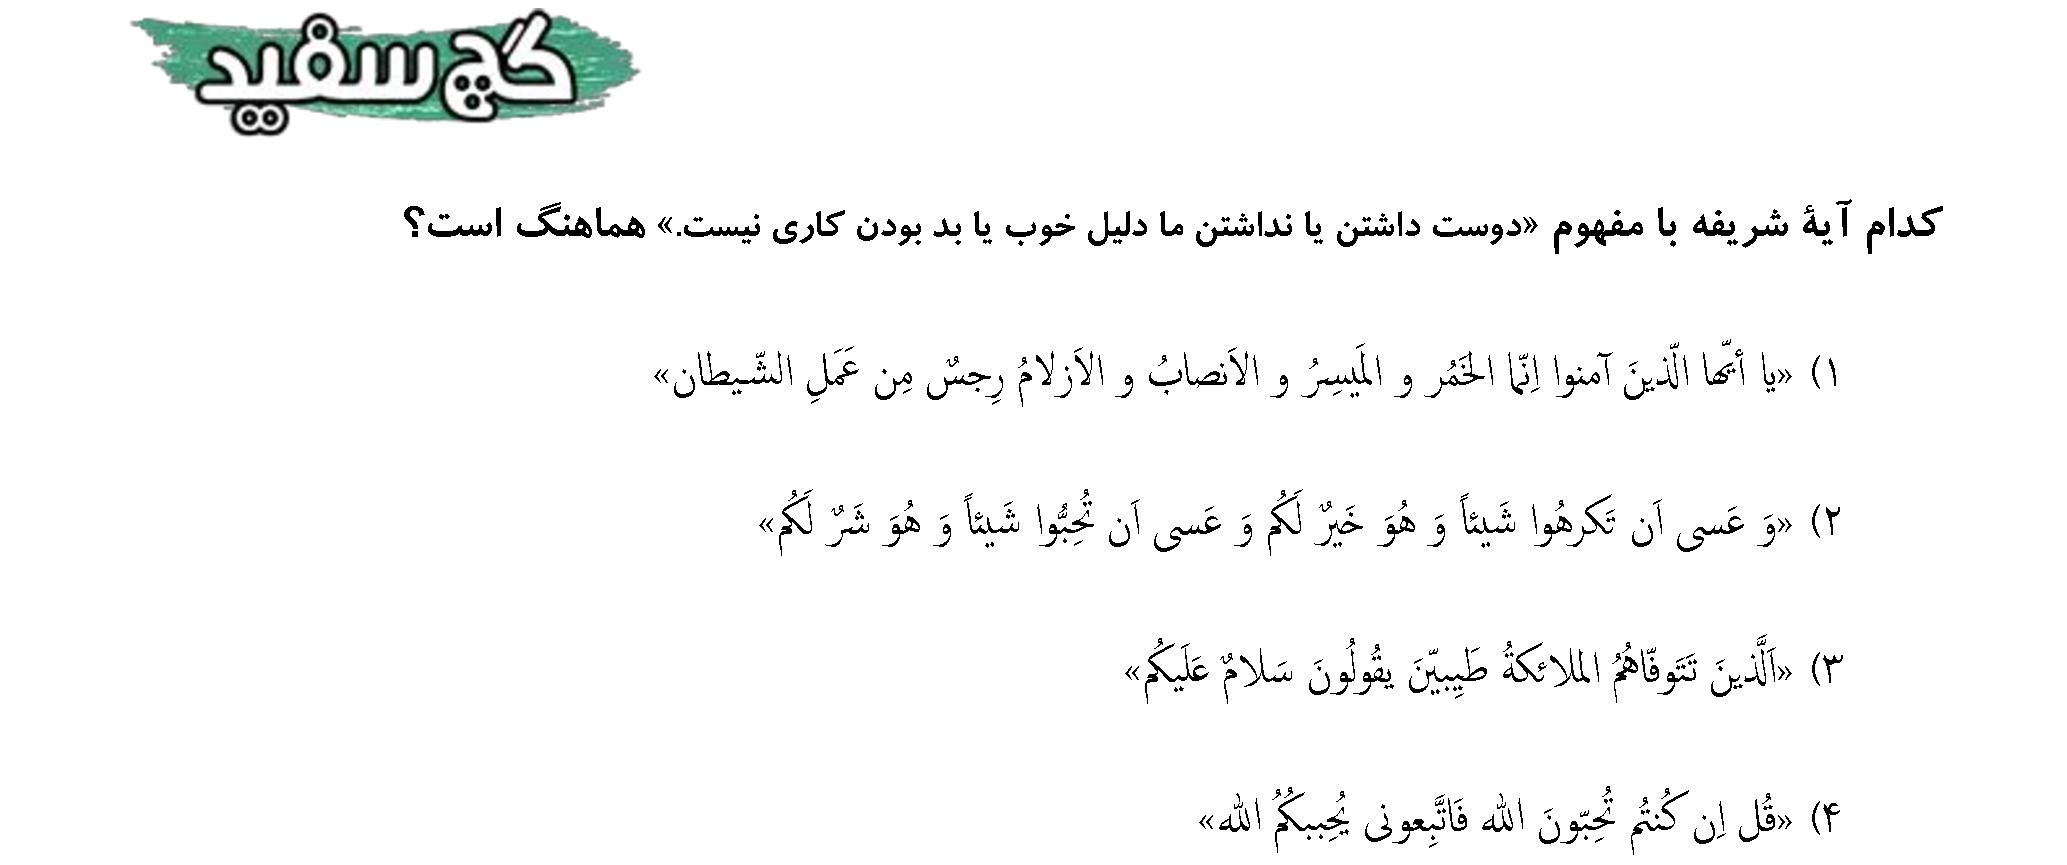 گچ سفید
کدام آیهٔ شریفه با مفهوم «دوست داشتن یا نداشتن ما دلیل خوب یا بد بودن کاری نیست.» هماهنگ است؟
۱) «یا أیّها الّذینَ آمنوا اِنّما الخَمُر و المَیسِرُ و الاَنصابُ و الاَزلامُ رِجسٌ مِن عَمَلِ الشّیطان»
۲) «وَ عَسی اَن تَکرهُوا شَیئاً وَ هُوَ خَیرٌ لَکُم وَ عَسی اَن تُحِبُّوا شَیئاً وَ هُوَ شَرٌ لَکُم»
۳) «اَلَّذینَ تَتَوفّاهُمُ الملائکةُ طَیِبیّنَ یقُولُونَ سَلامٌ عَلَیکُم»
۴) «قُل اِن کُنتُم تُحِبّونَ الله فَاتَّبِعونی یُحِببکُمُ الله»